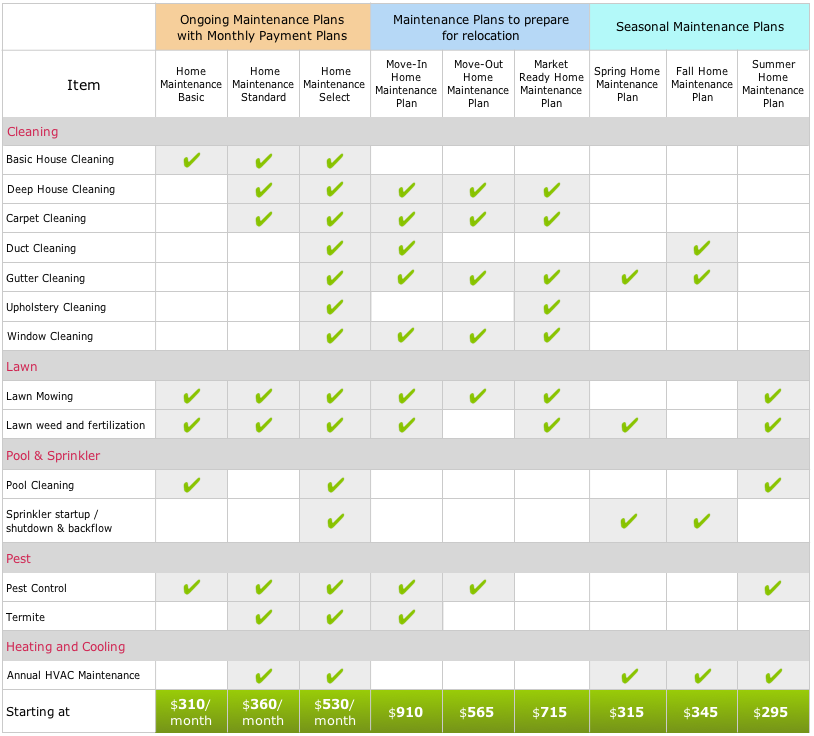 Ongoing Maintenance Plans
with Monthly Payment Plans
Maintenance Plans to prepare
for relocation
Seasonal Maintenance Plans
Item
Home
Maintenance
Basic
Home
Maintenance
Standard
Home
Maintenance
Select
Move-In
Home
Maintenance
Plan
Move-Out
Home
Maintenance
Plan
Market
Ready Home
Maintenance
Plan
Spring Home
Maintenance
Plan
Fall Home
Maintenance
Plan
Summer
Home
Maintenance
Plan
Cleaning
Basic House Cleaning ✔ ✔ ✔
Deep House Cleaning ✔ ✔ ✔ ✔ ✔
Carpet Cleaning ✔ ✔ ✔ ✔ ✔
Duct Cleaning ✔ ✔ ✔
Gutter Cleaning ✔ ✔ ✔ ✔ ✔ ✔
Upholstery Cleaning ✔ ✔
Window Cleaning ✔ ✔ ✔ ✔
Lawn
Lawn Mowing ✔ ✔ ✔ ✔ ✔ ✔ ✔
Lawn weed and fertilization ✔ ✔ ✔ ✔ ✔ ✔ ✔
Pool & Sprinkler
Pool Cleaning ✔ ✔ ✔
Sprinkler startup /
shutdown & backflow ✔ ✔ ✔
Pest
Pest Control ✔ ✔ ✔ ✔ ✔ ✔
Termite ✔ ✔ ✔
Heating and Cooling
Annual HVAC Maintenance ✔ ✔ ✔ ✔ ✔
Starting at
$310/
month
$360/
month
$530/
month
$910
$565
$715
$315
$345
$295